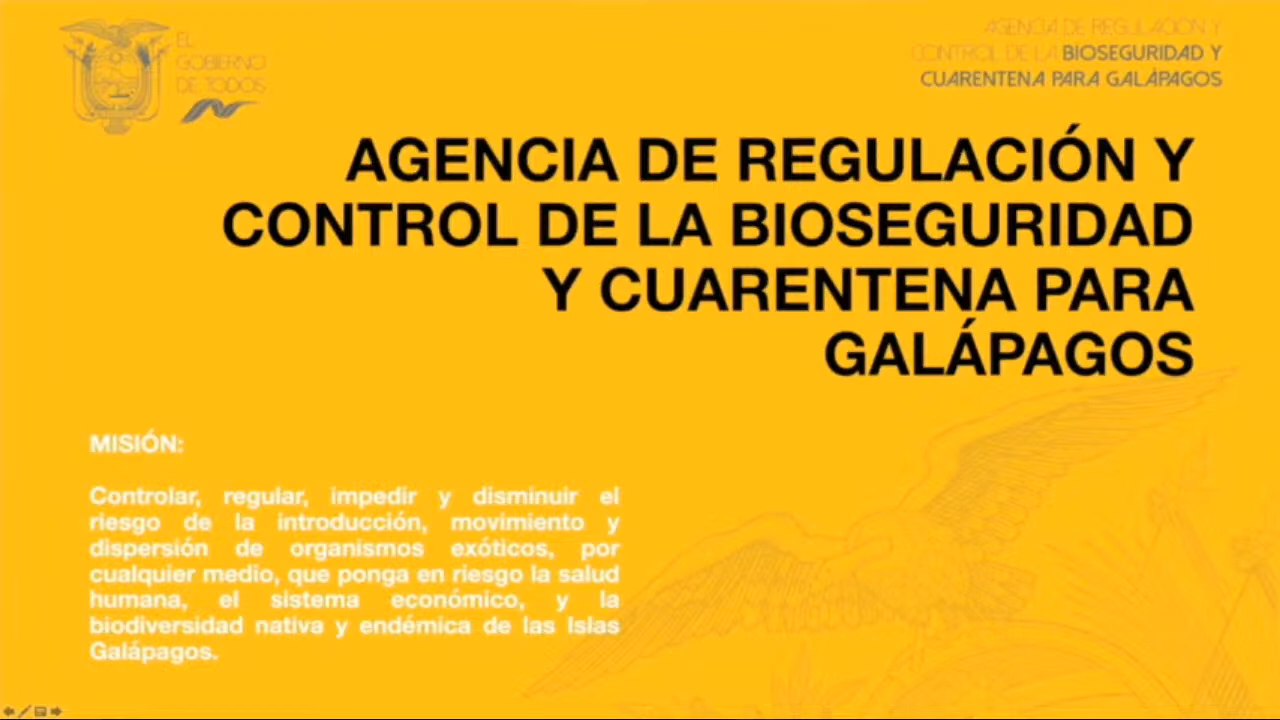 EL
GOBIERNO
DE TODOS
AGENCIA DE REGULACIÓN Y
CONTROL DE LA BIOSEGURIDAD Y
CUARENTENA PARA GALÁPAGOS
AGENCIA DE REGULACIÓN Y
CONTROL DE LA BIOSEGURIDAD
Y CUARENTENA PARA
GALÁPAGOS
MISIÓN:
Controlar, regular, impedir y disminuir el
riesgo de la introducción, movimiento y
dispersión de organismos exóticos, por
cualquier medio, que ponga en riesgo la salud
humana, el sistema económico, y la
biodiversidad nativa y endémica de las Islas
Galápagos.